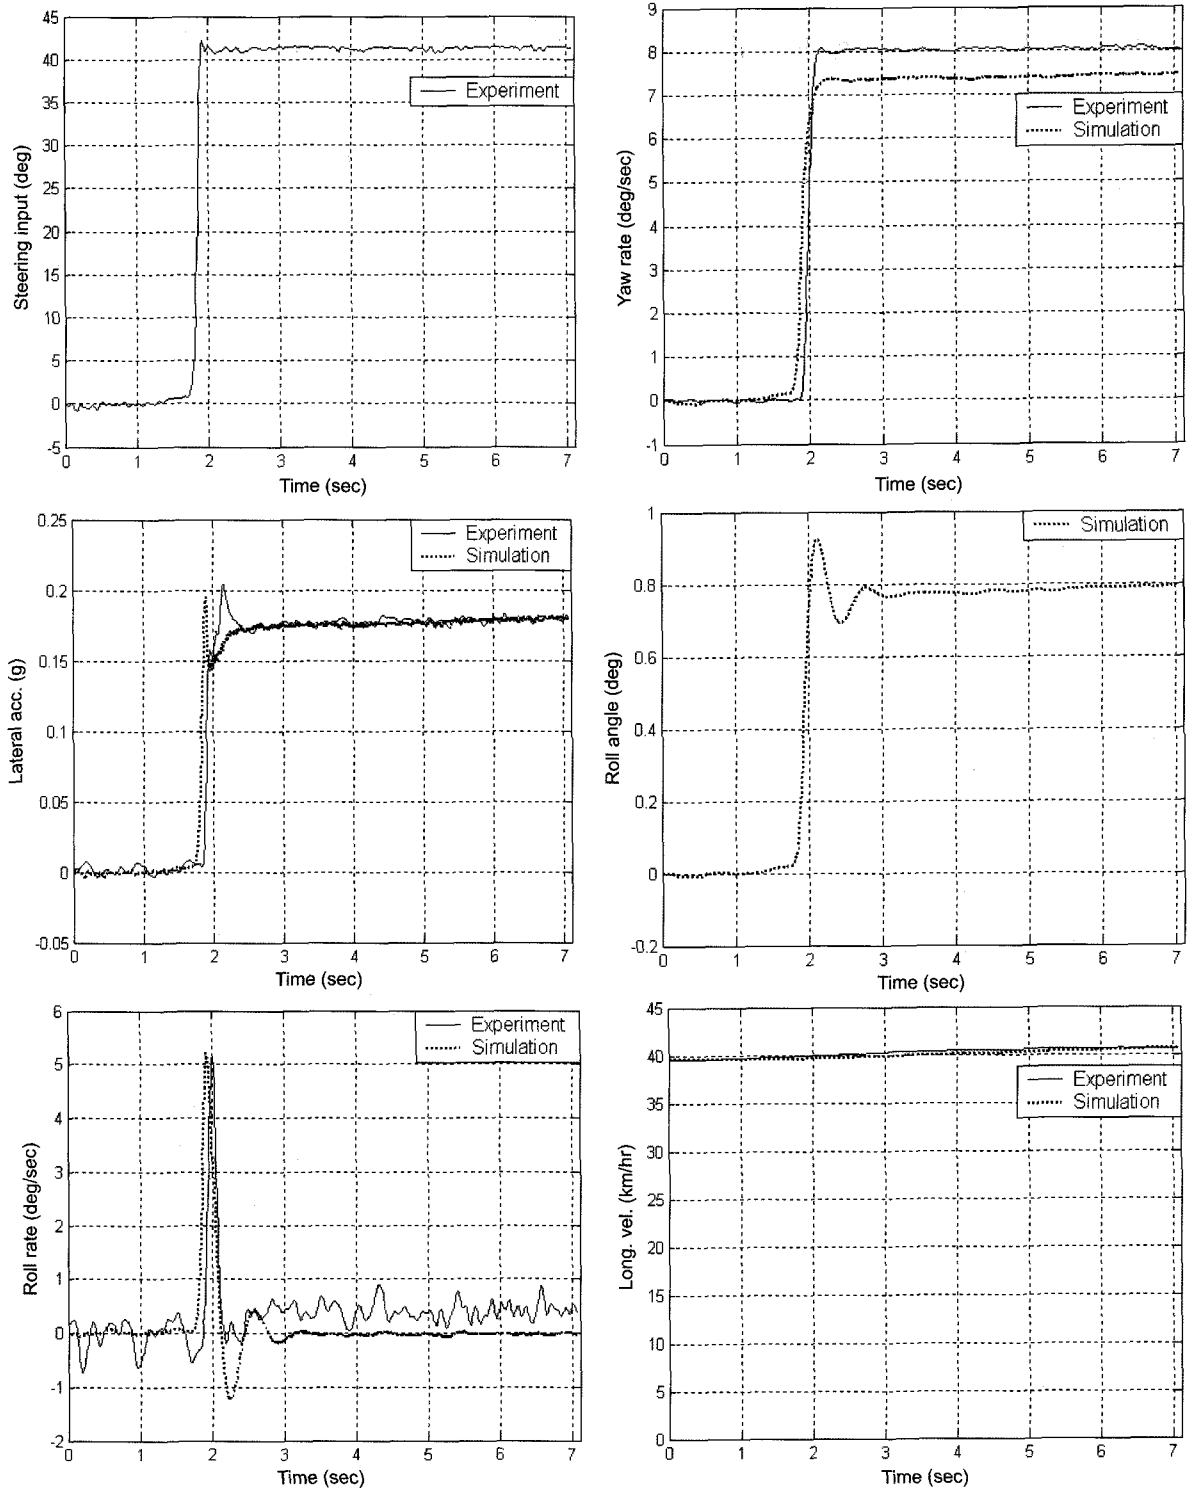 45
40
35
30
25
20
15
10
5
0
-5
Steering input (deg)
Experiment
0 1 2 3 4 5 6 7
Time (sec)
9
8
7
6
5
4
3
2
1
0
-1
Yaw rate (deg/sec)
Experiment
Simulation
0 1 2 3 4 5 6 7
Time (sec)
0.25
0.2
0.15
0.1
0.05
0
-0.05
Lateral acc. (g)
Experiment
Simulation
0 1 2 3 4 5 6 7
Time (sec)
1
0.8
0.6
0.4
0.2
0
-0.2
Roll angle (deg)
Simulation
0 1 2 3 4 5 6 7
Time (sec)
6
5
4
3
2
1
0
-1
-2
Roll rate (deg/sec)
Experiment
Simulation
0 1 2 3 4 5 6 7
Time (sec)
45
40
35
30
25
20
15
10
5
0
Long. vel. (km/hr)
Experiment
Simulation
0 1 2 3 4 5 6 7
Time (sec)